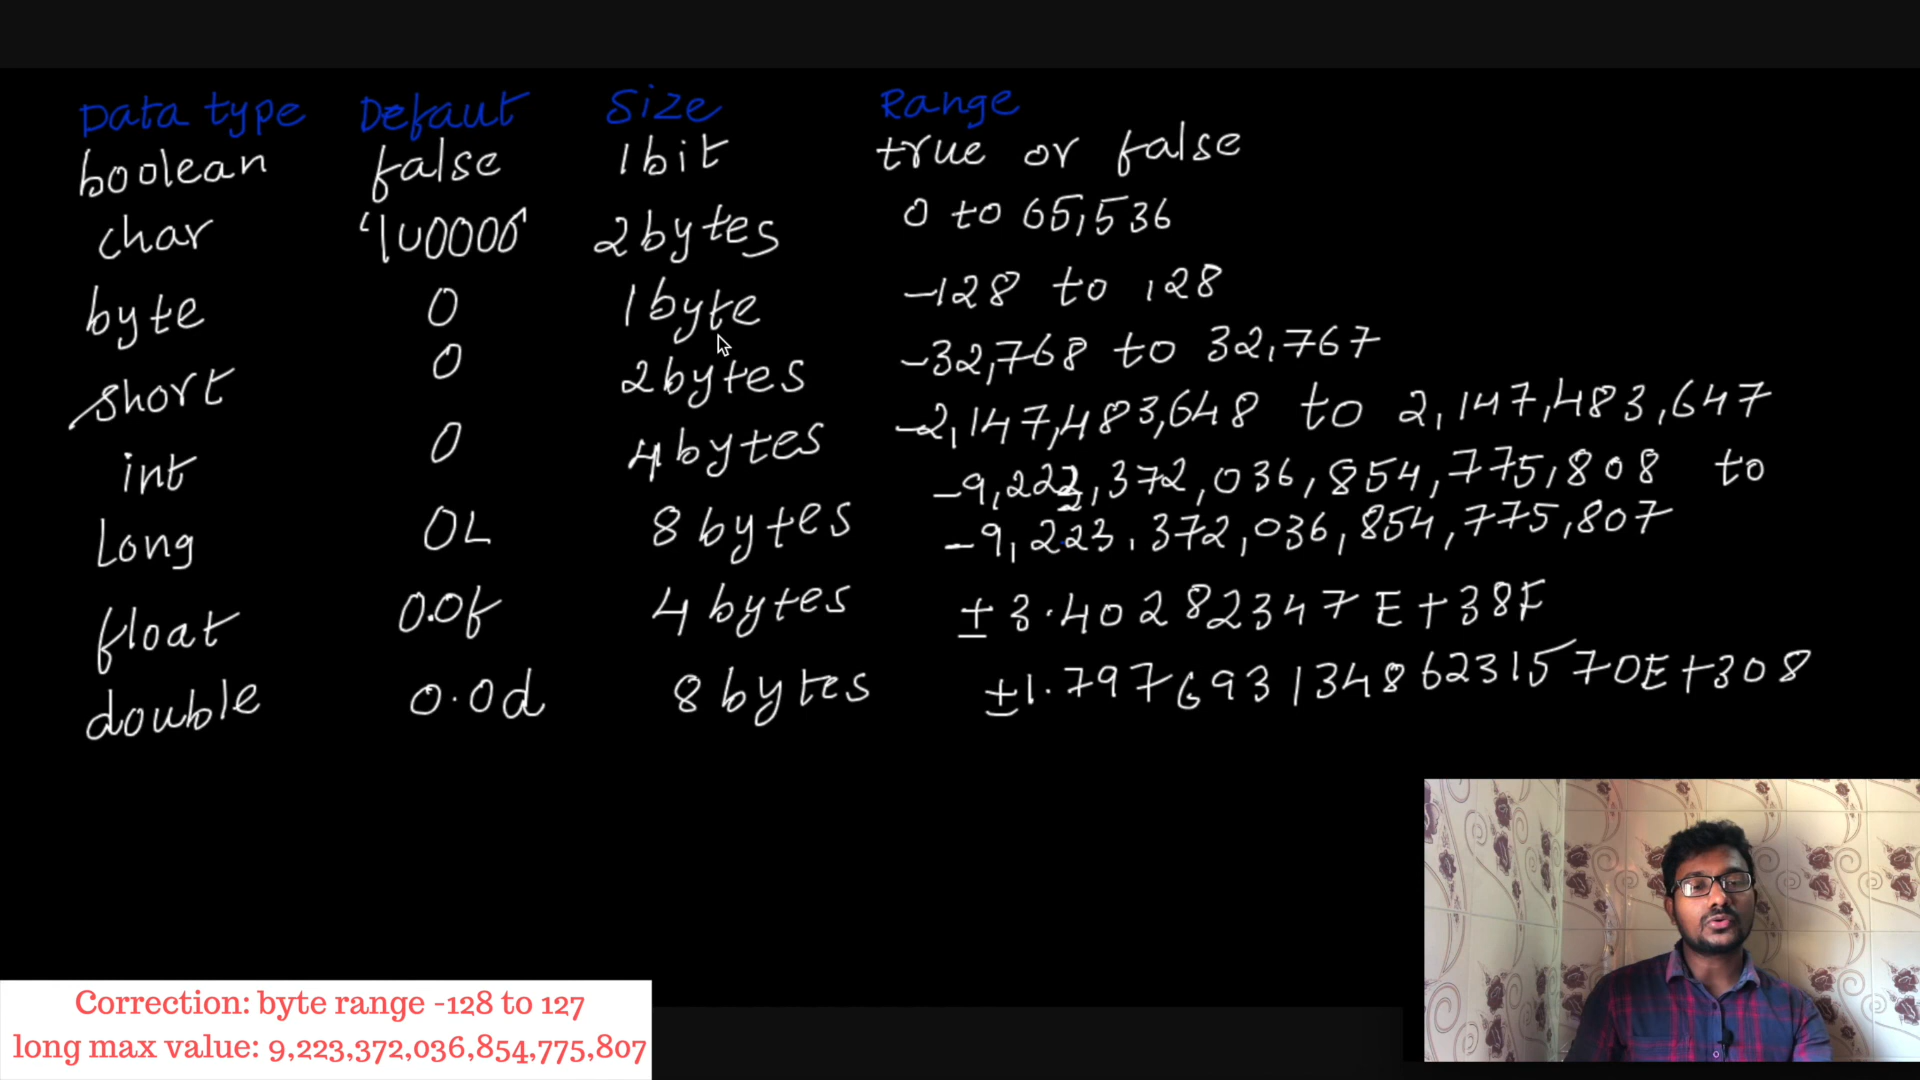 Data type Defaut Size Range
boolean false 1bit true or false
char '\u0000' 2bytes 0 to 65,536
byte 0 1byte -128 to 128
short 0 2bytes -32,768 to 32,767
int 0 4bytes -2,147,483,648 to 2,147,483,647
Long 0L 8 bytes -9,223,372,036,854,775,808 to
-9,223,372,036,854,775,807
float 0.0f 4 bytes ±3.40282347E+38F
double 0.0d 8 bytes ±1.79769313486231570E+308
Correction: byte range -128 to 127
long max value: 9,223,372,036,854,775,807